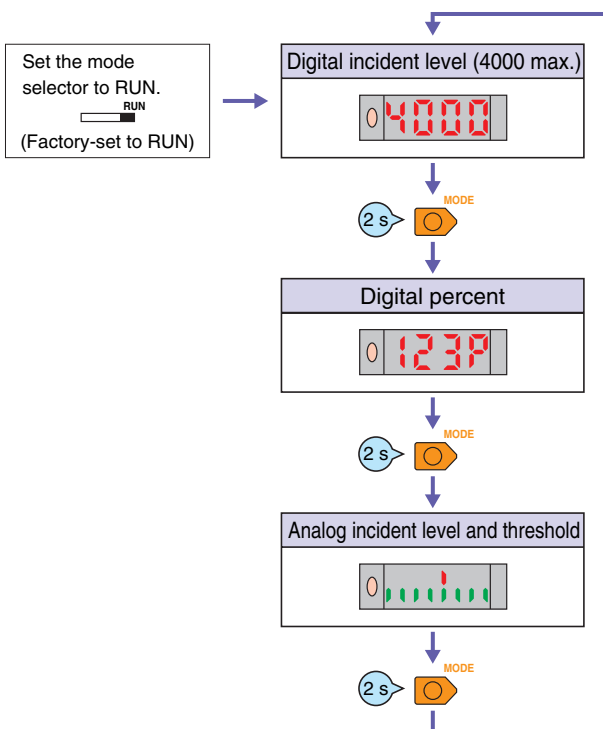 Set the mode
selector to RUN.
RUN
(Factory-set to RUN)
Digital incident level (4000 max.)
4000
MODE
2 s
Digital percent
123P
MODE
2 s
Analog incident level and threshold
MODE
2 s